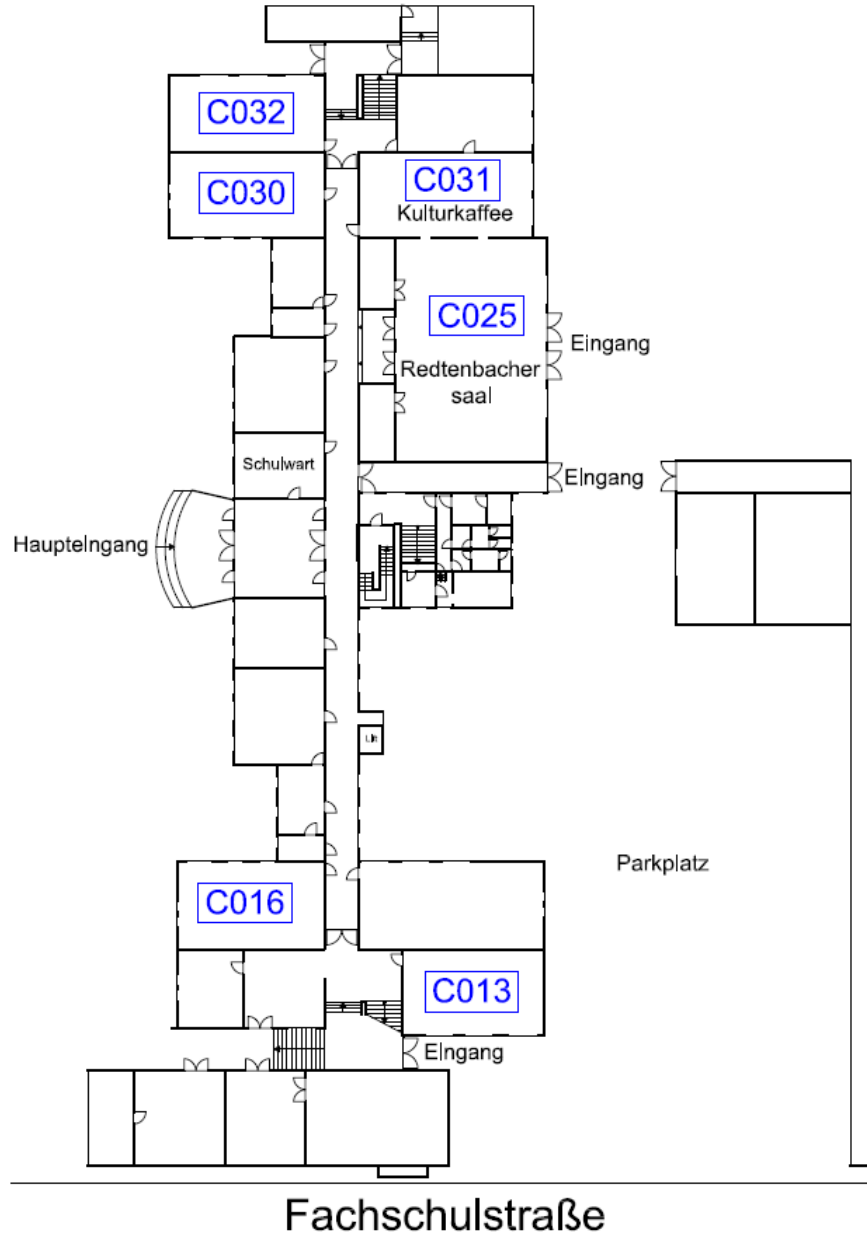 C032
C030
C031
Kulturkaffee
C025
Redtenbacher
saal
Eingang
Schulwart
EIngang
HaupteIngang
Lift
Parkplatz
C016
C013
EIngang
Fachschulstraße